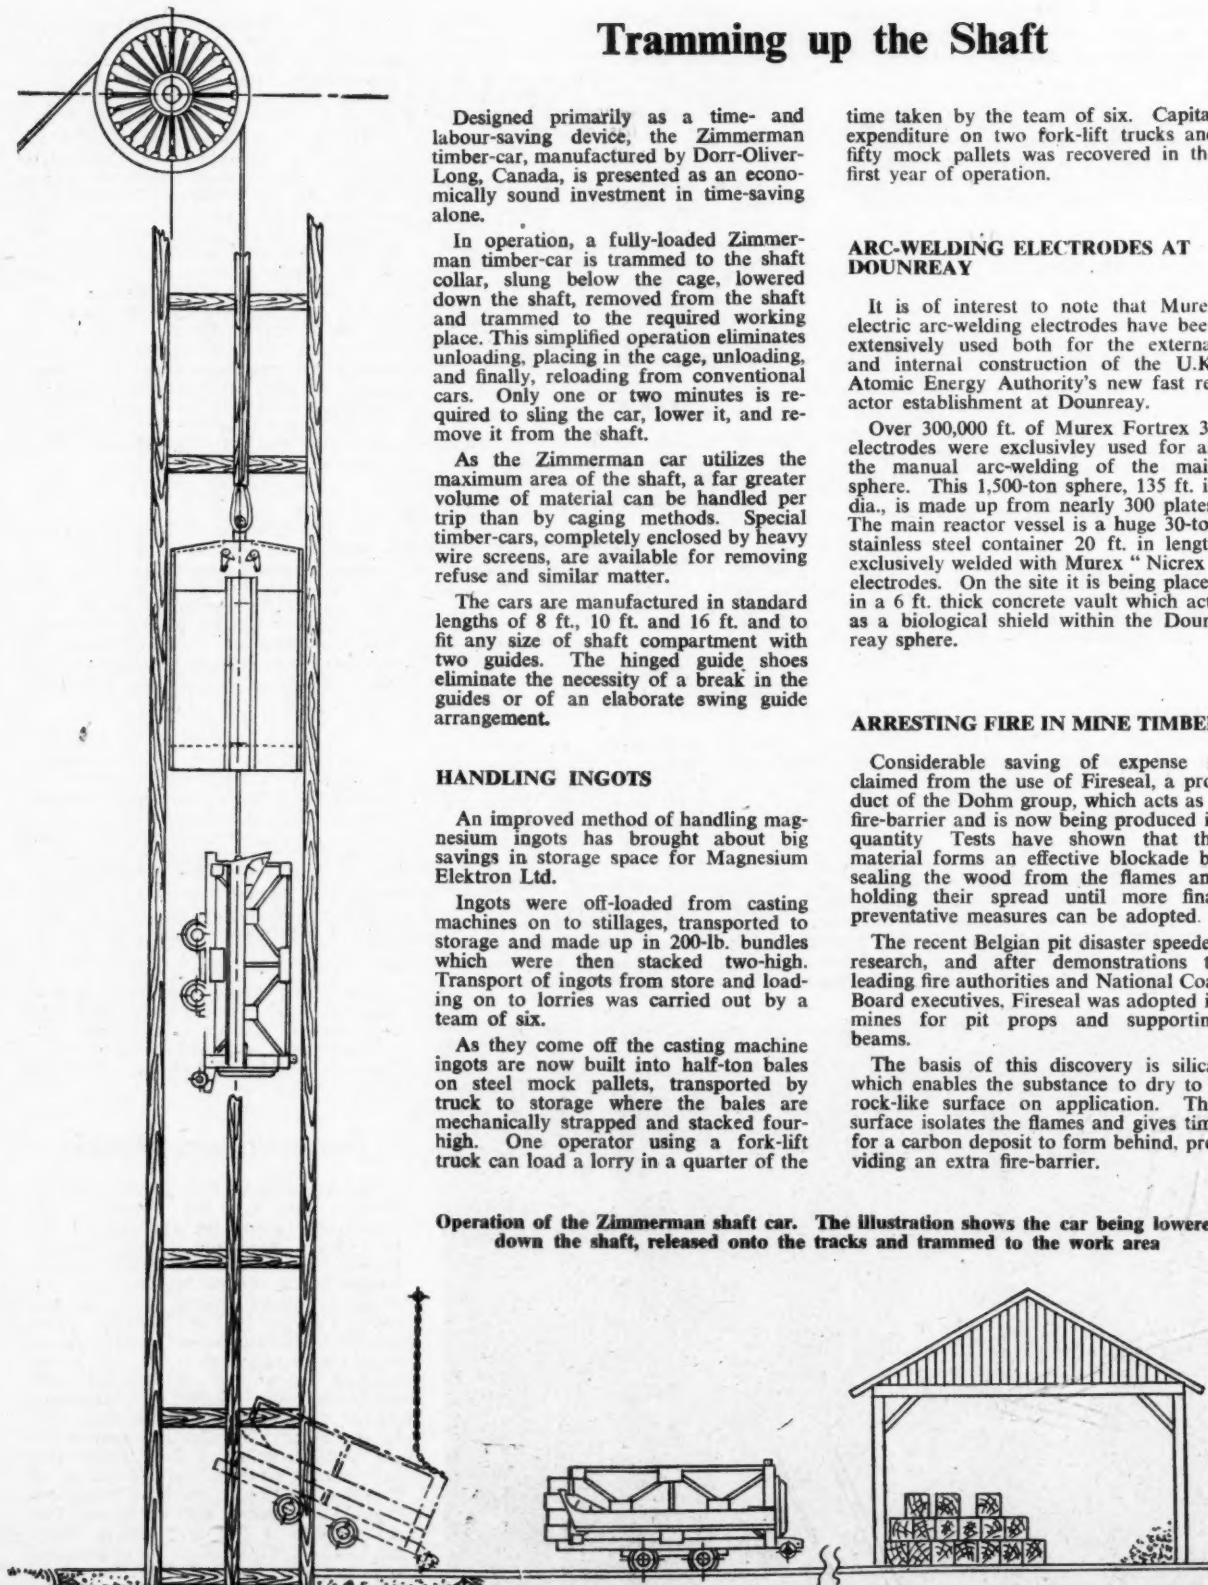 Tramming up the Shaft
Designed primarily as a time- and
labour-saving device, the Zimmerman
timber-car, manufactured by Dorr-Oliver-
Long, Canada, is presented as an econo-
mically sound investment in time-saving
alone.
In operation, a fully-loaded Zimmer-
man timber-car is trammed to the shaft
collar, slung below the cage, lowered
down the shaft, removed from the shaft
and trammed to the required working
place. This simplified operation eliminates
unloading, placing in the cage, unloading,
and finally, reloading from conventional
cars. Only one or two minutes is re-
quired to sling the car, lower it, and re-
move it from the shaft.
As the Zimmerman car utilizes the
maximum area of the shaft, a far greater
volume of material can be handled per
trip than by caging methods. Special
timber-cars, completely enclosed by heavy
wire screens, are available for removing
refuse and similar matter.
The cars are manufactured in standard
lengths of 8 ft., 10 ft. and 16 ft. and to
fit any size of shaft compartment with
two guides. The hinged guide shoes
eliminate the necessity of a break in the
guides or of an elaborate swing guide
arrangement.
HANDLING INGOTS
An improved method of handling mag-
nesium ingots has brought about big
savings in storage space for Magnesium
Elektron Ltd.
Ingots were off-loaded from casting
machines on to stillages, transported to
storage and made up in 200-lb. bundles
which were then stacked two-high.
Transport of ingots from store and load-
ing on to lorries was carried out by a
team of six.
As they come off the casting machine
ingots are now built into half-ton bales
on steel mock pallets, transported by
truck to storage where the bales are
mechanically strapped and stacked four-
high. One operator using a fork-lift
truck can load a lorry in a quarter of the
time taken by the team of six. Capita
expenditure on two fork-lift trucks and
fifty mock pallets was recovered in th
first year of operation.
ARC-WELDING ELECTRODES AT
DOUNREAY
It is of interest to note that Mure
electric arc-welding electrodes have bee
extensively used both for the externa
and internal construction of the U.K
Atomic Energy Authority's new fast re
actor establishment at Dounreay.
Over 300,000 ft. of Murex Fortrex 3
electrodes were exclusivley used for a
the manual arc-welding of the mai
sphere. This 1,500-ton sphere, 135 ft. i
dia., is made up from nearly 300 plate
The main reactor vessel is a huge 30-to
stainless steel container 20 ft. in lengt
exclusively welded with Murex " Nicrex
electrodes. On the site it is being place
in a 6 ft. thick concrete vault which act
as a biological shield within the Doun
reay sphere.
ARRESTING FIRE IN MINE TIMBE
Considerable saving of expense
claimed from the use of Fireseal, a pro
duct of the Dohm group, which acts as
fire-barrier and is now being produced i
quantity Tests have shown that th
material forms an effective blockade b
sealing the wood from the flames an
holding their spread until more fina
preventative measures can be adopted.
The recent Belgian pit disaster speede
research, and after demonstrations t
leading fire authorities and National Coa
Board executives, Fireseal was adopted i
mines for pit props and supportin
beams.
The basis of this discovery is silica
which enables the substance to dry to
rock-like surface on application. Th
surface isolates the flames and gives tim
for a carbon deposit to form behind, pro
viding an extra fire-barrier.
Operation of the Zimmerman shaft car. The illustration shows the car being lowere
down the shaft, released onto the tracks and trammed to the work area